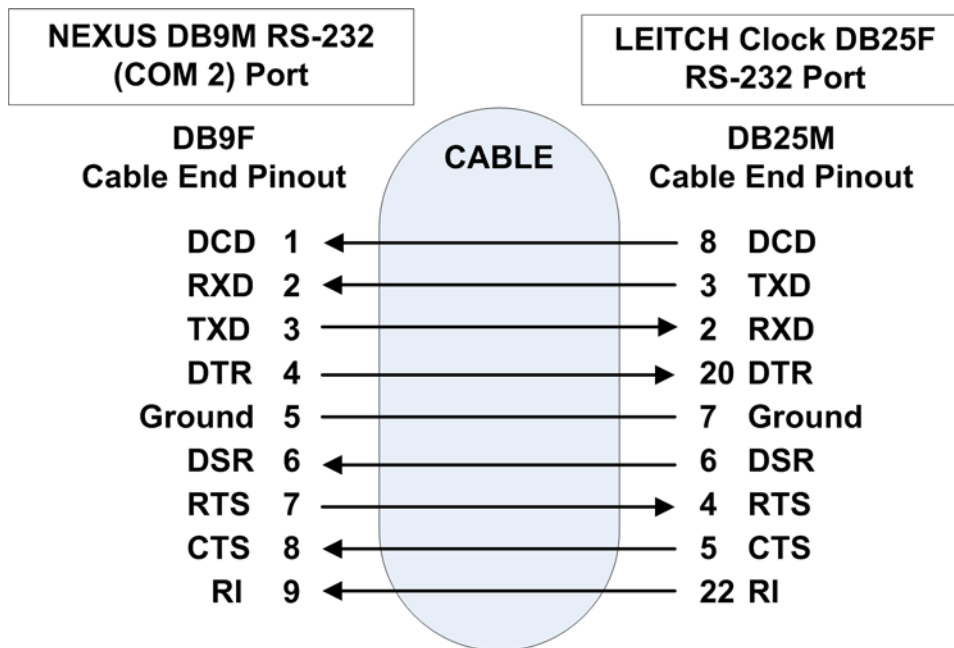 NEXUS DB9M RS-232
(COM 2) Port
LEITCH Clock DB25F
RS-232 Port
DB9F
Cable End Pinout
CABLE
DB25M
Cable End Pinout
DCD 1 8 DCD
RXD 2 3 TXD
TXD 3 2 RXD
DTR 4 20 DTR
Ground 5 7 Ground
DSR 6 6 DSR
RTS 7 4 RTS
CTS 8 5 CTS
RI 9 22 RI